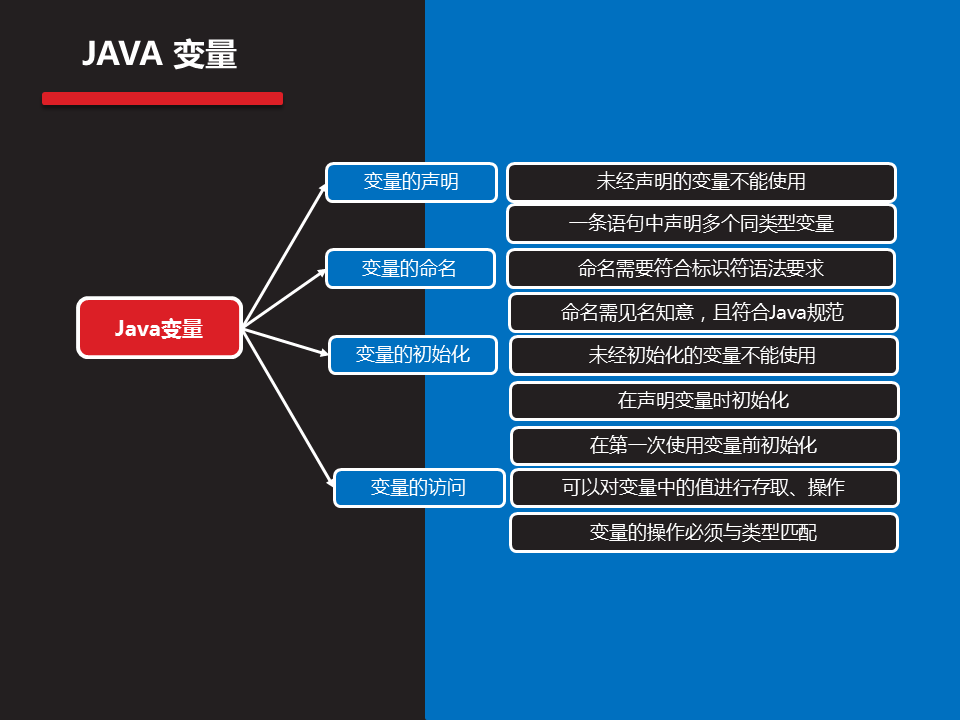 JAVA 变量
Java变量
变量的声明
未经声明的变量不能使用
一条语句中声明多个同类型变量
变量的命名
命名需要符合标识符语法要求
命名需见名知意，且符合Java规范
变量的初始化
未经初始化的变量不能使用
在声明变量时初始化
在第一次使用变量前初始化
变量的访问
可以对变量中的值进行存取、操作
变量的操作必须与类型匹配